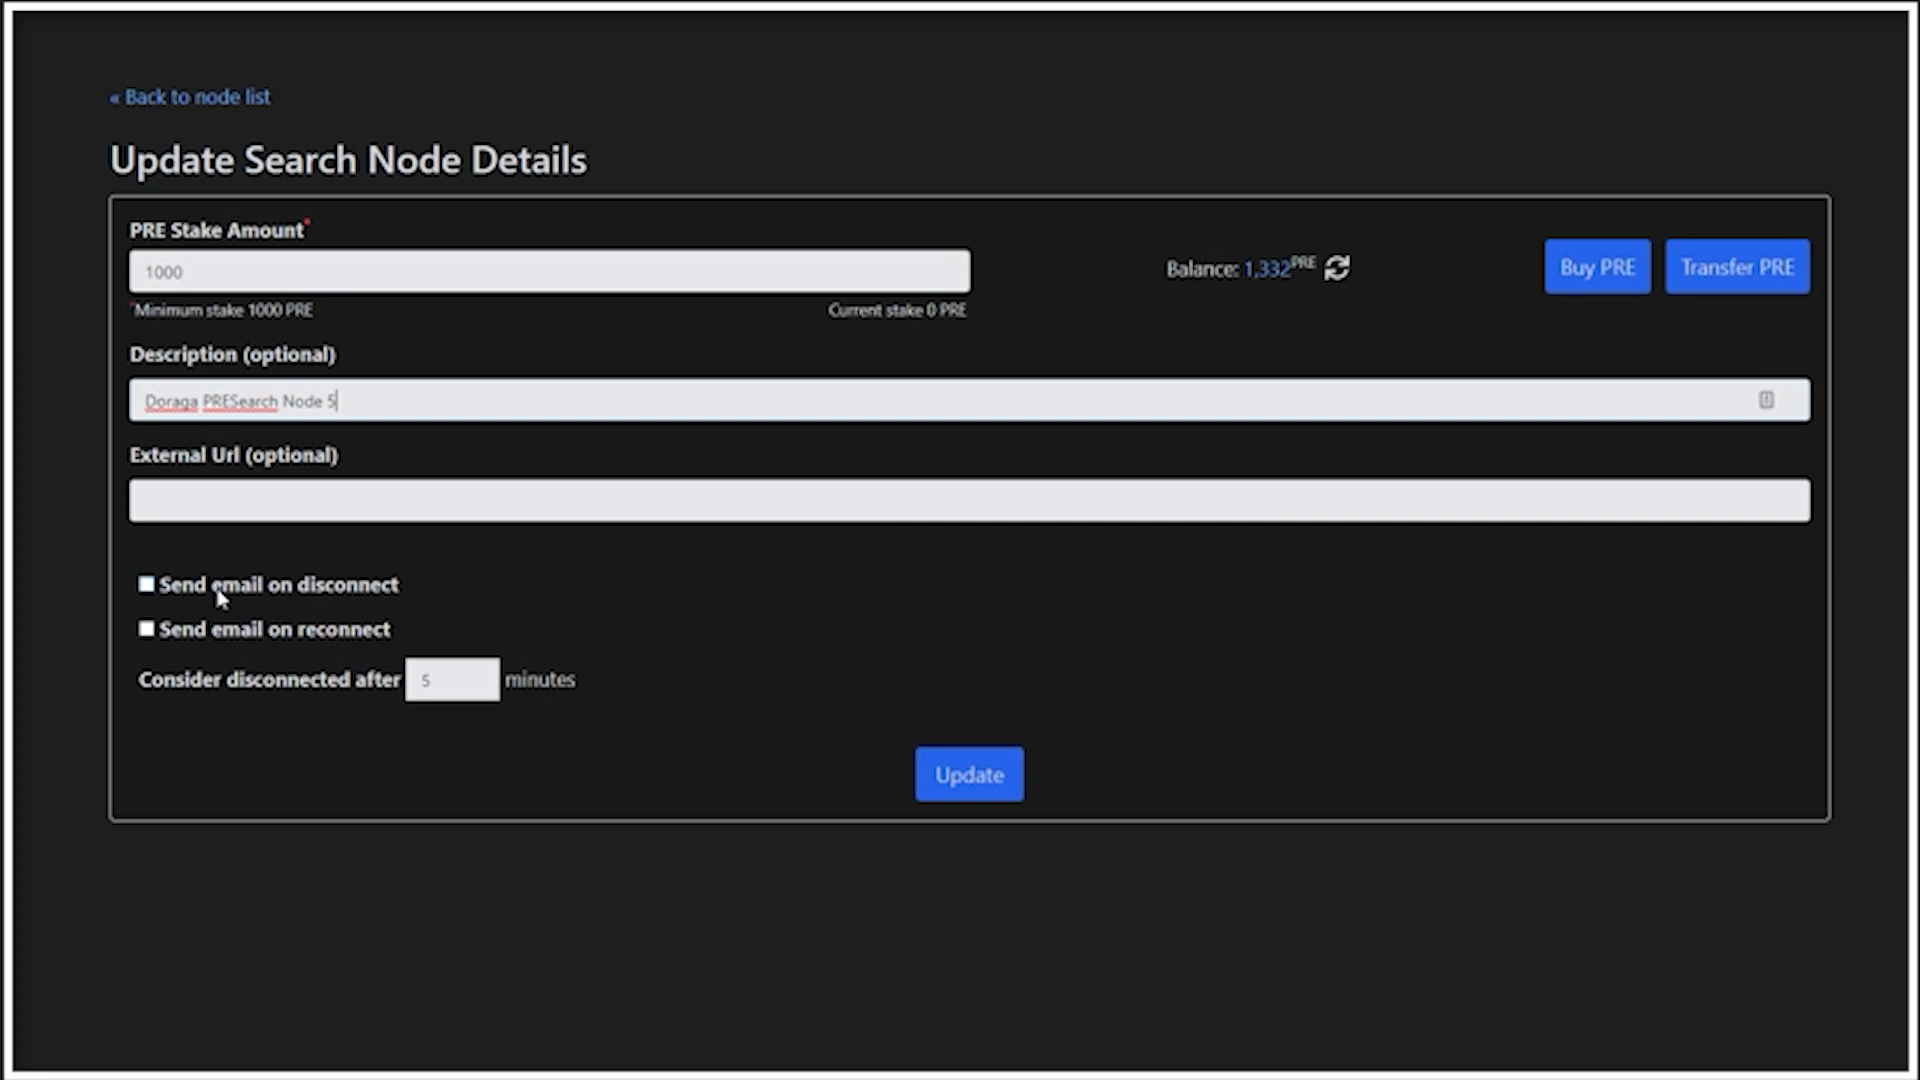 « Back to node list
Update Search Node Details
PRE Stake Amount*
1000
Balance: 1,332PRE
Buy PRE
Transfer PRE
*Minimum stake 1000 PRE
Current stake 0 PRE
Description (optional)
Doraga PRESearch Node 5
External Url (optional)
Send email on disconnect
Send email on reconnect
Consider disconnected after 5 minutes
Update